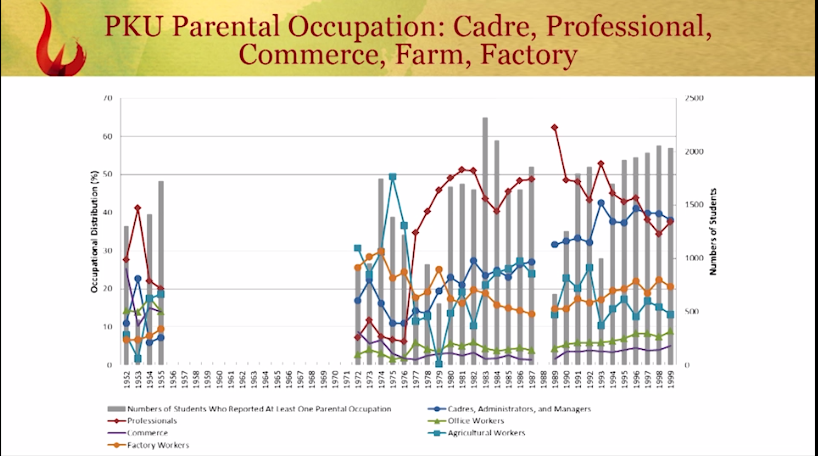 PKU Parental Occupation: Cadre, Professional,
Commerce, Farm, Factory
70
60
50
40
30
20
10
0
Occupational Distribution (%)
2500
2000
1500
1000
500
0
Numbers of Students
1952 1953 1954 1955 1956 1957 1958 1959 1960 1961 1962 1963 1964 1965 1966 1967 1968 1969 1970 1971 1972 1973 1974 1975 1976 1977 1978 1979 1980 1981 1982 1983 1984 1985 1986 1987 1988 1989 1990 1991 1992 1993 1994 1995 1996 1997 1998 1999
Numbers of Students Who Reported At Least One Parental Occupation
Cadres, Administrators, and Managers
Professionals
Office Workers
Commerce
Agricultural Workers
Factory Workers